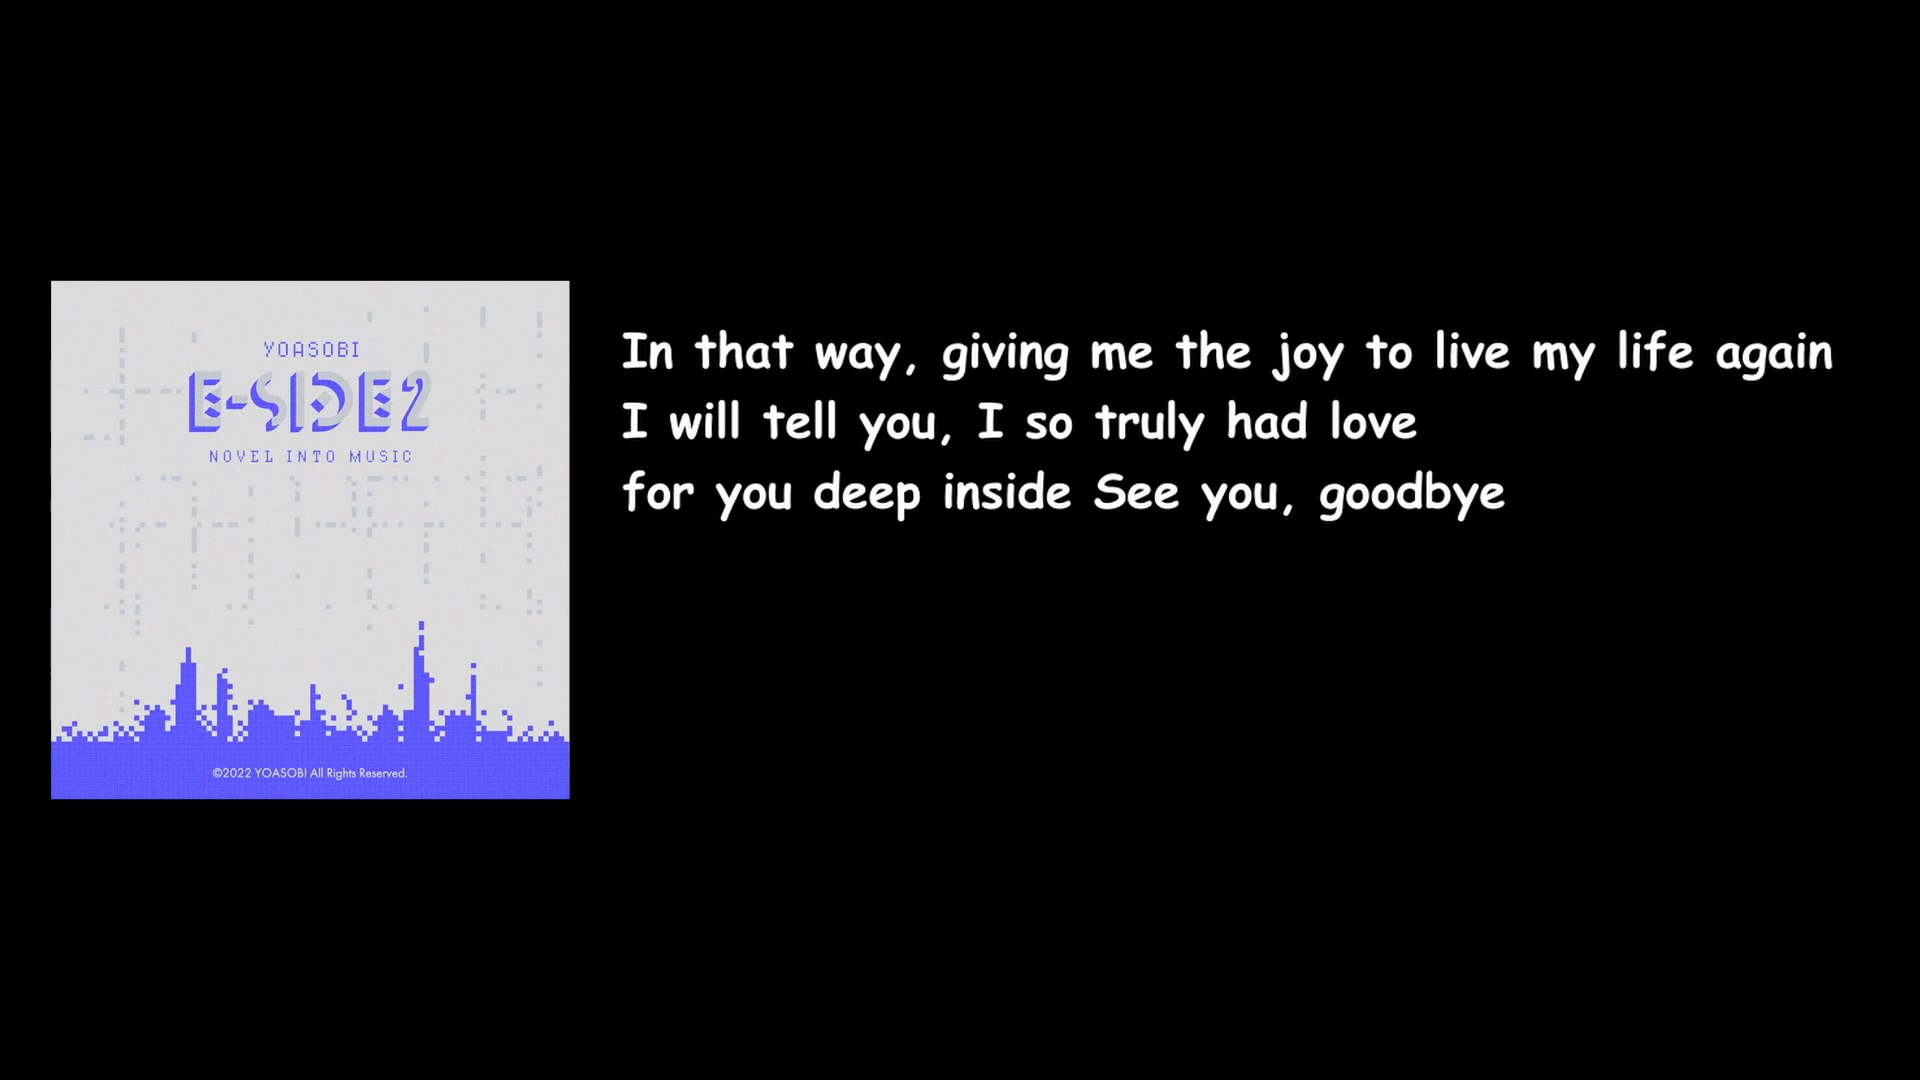 YOASOBI
E-SIDE2
NOVEL INTO MUSIC
©2022 YOASOBI All Rights Reserved.
In that way, giving me the joy to live my life again
I will tell you, I so truly had love
for you deep inside See you, goodbye